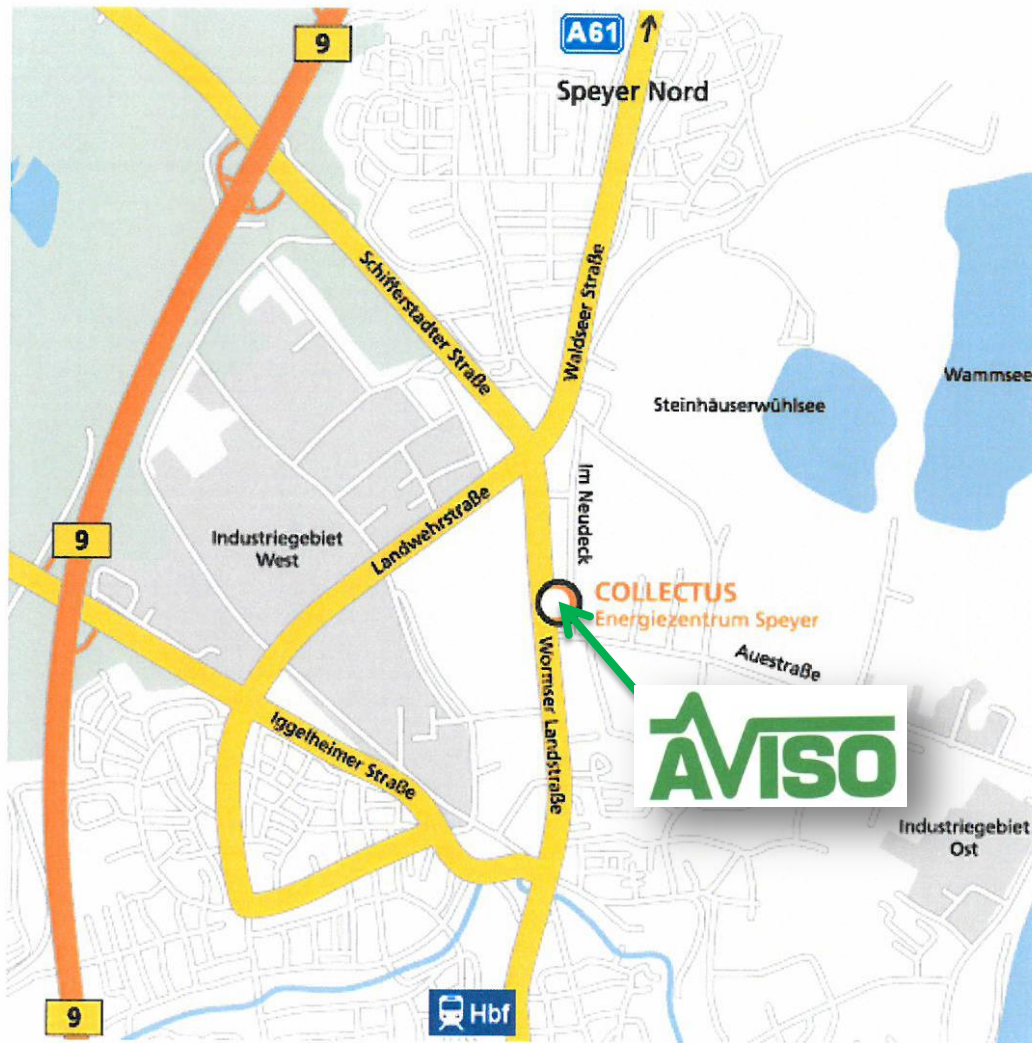 9
A61
Speyer Nord
Schifferstadter Straße
Waldseer Straße
Wammsee
Steinhäuserwühlsee
Im Neudeck
Landwehrstraße
9
Industriegebiet
West
COLLECTUS
Energiezentrum Speyer
Auestraße
Wormser Landstraße
Iggelheimer Straße
AVISO
Industriegebiet
Ost
9
Hbf